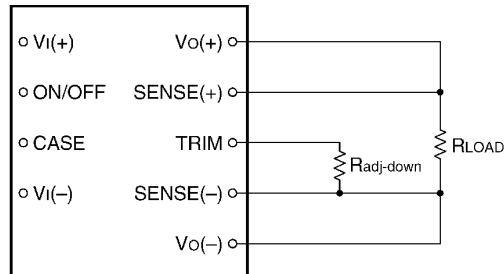 VI(+)
VO(+)
ON/OFF
SENSE(+)
CASE
TRIM
RLOAD
Radj-down
VI(–)
SENSE(–)
VO(–)